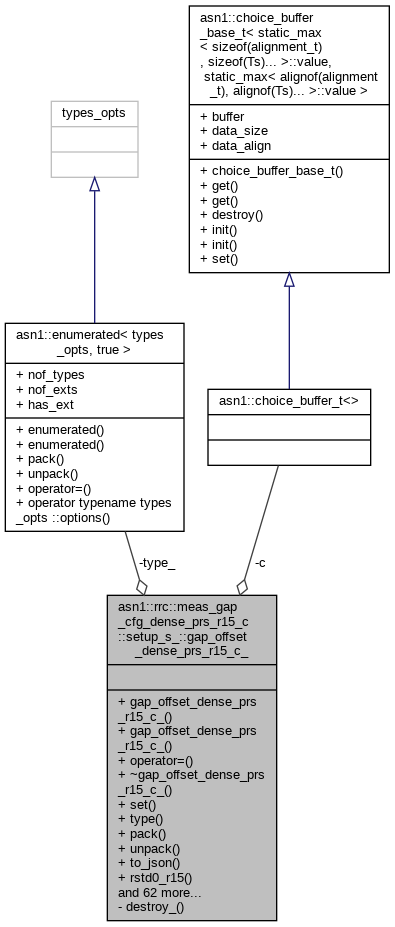 asn1::choice_buffer
_base_t< static_max
< sizeof(alignment_t)
, sizeof(Ts)... >::value,
static_max< alignof(alignment
_t), alignof(Ts)... >::value >
+ buffer
+ data_size
+ data_align
+ choice_buffer_base_t()
+ get()
+ get()
+ destroy()
+ init()
+ init()
+ set()
types_opts
asn1::enumerated< types
_opts, true >
+ nof_types
+ nof_exts
+ has_ext
+ enumerated()
+ enumerated()
+ pack()
+ unpack()
+ operator=()
+ operator typename types
_opts ::options()
asn1::choice_buffer_t<>
-type_
-c
asn1::rrc::meas_gap
_cfg_dense_prs_r15_c
::setup_s_::gap_offset
_dense_prs_r15_c_
+ gap_offset_dense_prs
_r15_c_()
+ gap_offset_dense_prs
_r15_c_()
+ operator=()
+ ~gap_offset_dense_prs
_r15_c_()
+ set()
+ type()
+ pack()
+ unpack()
+ to_json()
+ rstd0_r15()
and 62 more...
- destroy_()